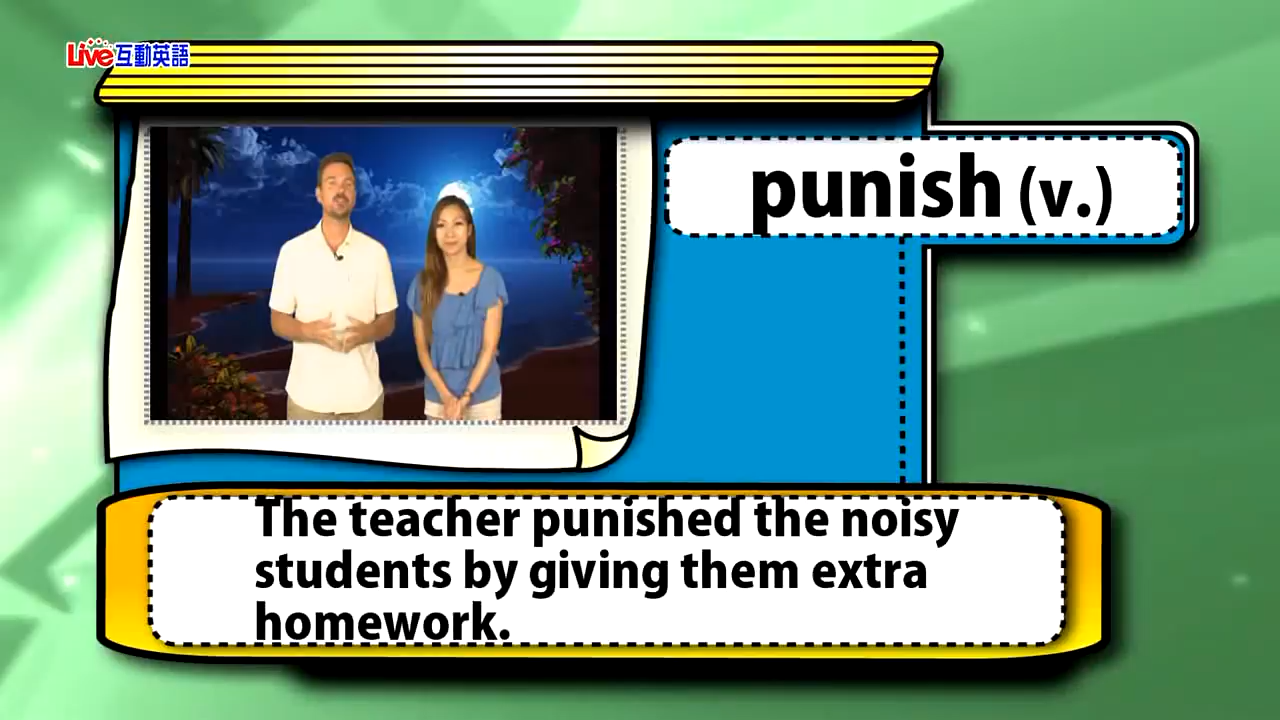 Live互動英語
punish (v.)
The teacher punished the noisy
students by giving them extra
homework.